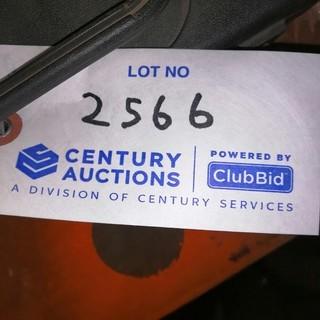 LOT NO
2566
CENTURY AUCTIONS
POWERED BY
ClubBid
A DIVISION OF CENTURY SERVICES